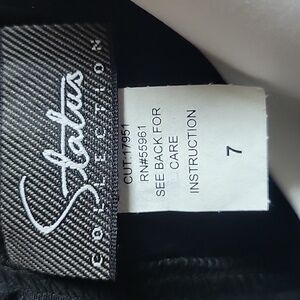 Status
COLLECTION
CUT:17951
RN#55961
SEE BACK FOR
CARE
INSTRUCTION
7